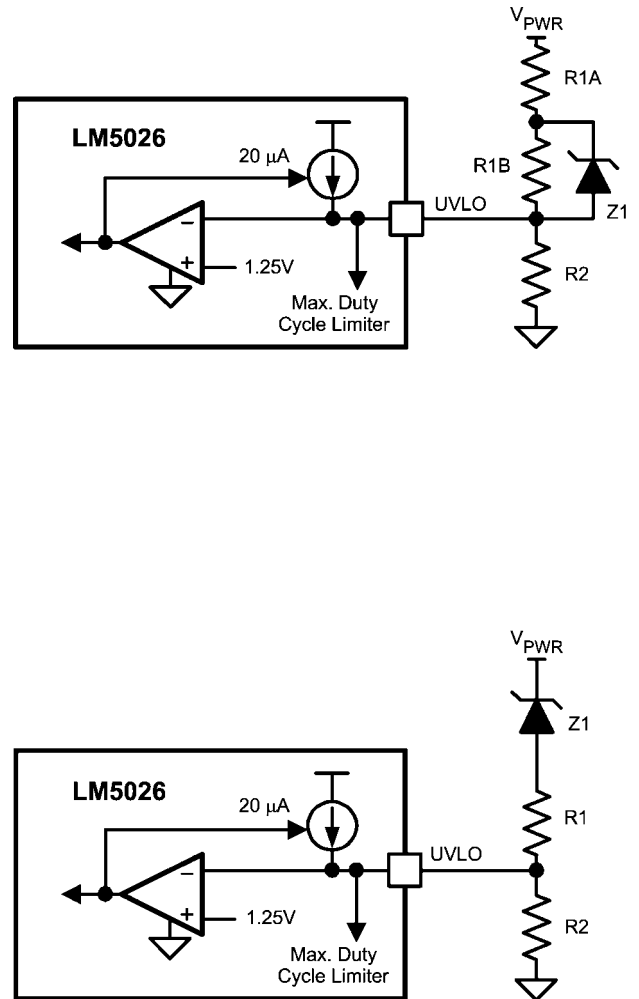 VPWR
R1A
LM5026
20 μA
R1B
Z1
UVLO
−
+
1.25V
R2
Max. Duty
Cycle Limiter
VPWR
Z1
LM5026
20 μA
R1
UVLO
−
+
1.25V
R2
Max. Duty
Cycle Limiter